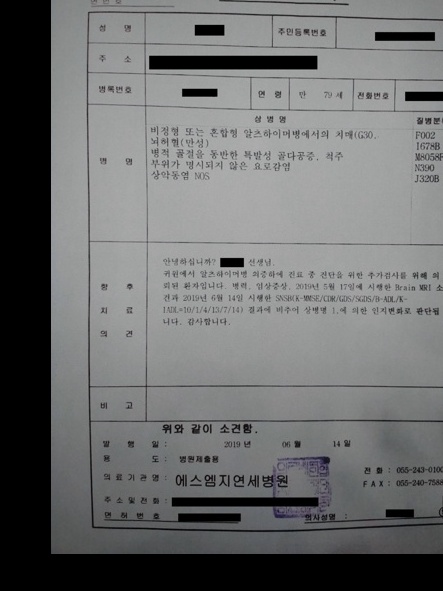 성 명 주민등록번호
주 소
병록번호 연 령 만 79 세 전화번호
상 병 명 질병분
병 명
비정형 또는 혼합형 알츠하이머병에서의 치매(G30. F002
뇌허혈(만성) I678B
병적 골절을 동반한 특발성 골다공증, 척주 M8058F
부위가 명시되지 않은 요로감염 N390
상악동염 NOS J320B
향 후 치 료 의 견
안녕하십니까? 선생님.
귀원에서 알츠하이머병 의증하에 진료 중 진단을 위한 추가검사를 위해 의
뢰된 환자입니다. 병력, 임상증상, 2019년 5월 17일에 시행한 Brain MRI 소
견과 2019년 6월 14일 시행한 SNSB(K-MMSE/CDR/GDS/SGDS/B-ADL/K-
IADL=10/1/4/13/7/14) 결과에 비추어 상병명 1.에 의한 인지변화로 판단됩
니다. 감사합니다.
비 고
위와 같이 소견함.
발 행 일 : 2019 년 06 월 14 일
용 도 : 병원제출용
의료기관명 : 에스엠지연세병원
전 화 : 055-243-0100
F A X : 055-240-7588
주소및전화 :
면 허 번 호 의사성명 :